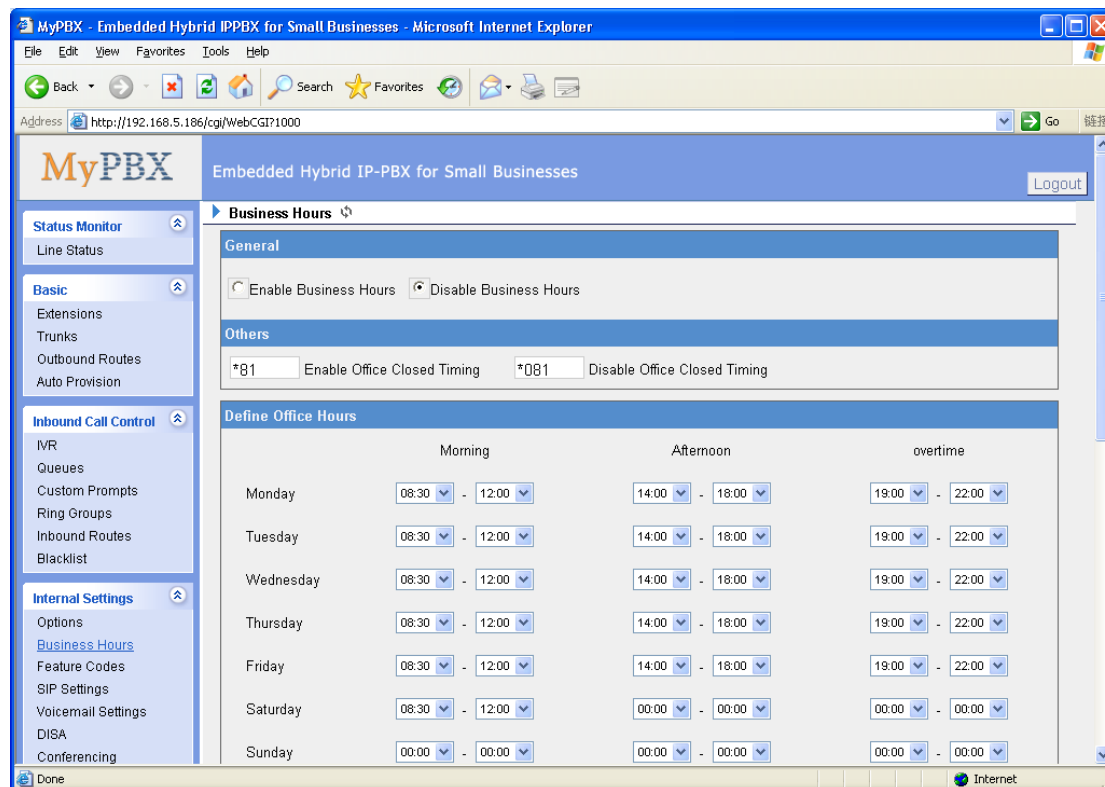 MyPBX - Embedded Hybrid IPPBX for Small Businesses - Microsoft Internet Explorer
File Edit View Favorites Tools Help
Back Search Favorites
Address http://192.168.5.186/cgi/WebCGI?1000 Go 链接
MyPBX
Embedded Hybrid IP-PBX for Small Businesses
Logout
Status Monitor
Line Status
Basic
Extensions
Trunks
Outbound Routes
Auto Provision
Inbound Call Control
IVR
Queues
Custom Prompts
Ring Groups
Inbound Routes
Blacklist
Internal Settings
Options
Business Hours
Feature Codes
SIP Settings
Voicemail Settings
DISA
Conferencing
Business Hours
General
Enable Business Hours Disable Business Hours
Others
*81 Enable Office Closed Timing *081 Disable Office Closed Timing
Define Office Hours
Morning Afternoon overtime
Monday 08:30 - 12:00 14:00 - 18:00 19:00 - 22:00
Tuesday 08:30 - 12:00 14:00 - 18:00 19:00 - 22:00
Wednesday 08:30 - 12:00 14:00 - 18:00 19:00 - 22:00
Thursday 08:30 - 12:00 14:00 - 18:00 19:00 - 22:00
Friday 08:30 - 12:00 14:00 - 18:00 19:00 - 22:00
Saturday 08:30 - 12:00 00:00 - 00:00 00:00 - 00:00
Sunday 00:00 - 00:00 00:00 - 00:00 00:00 - 00:00
Done Internet